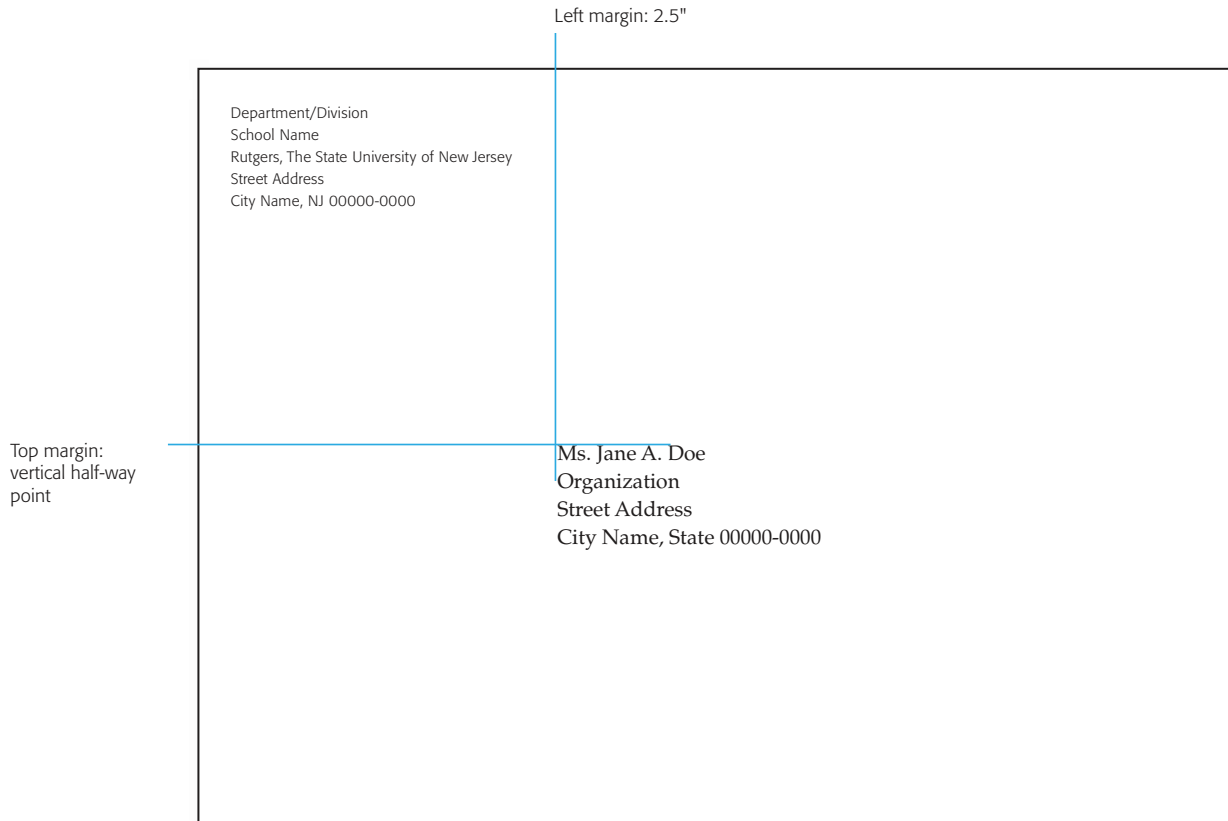 Left margin: 2.5"
Department/Division
School Name
Rutgers, The State University of New Jersey
Street Address
City Name, NJ 00000-0000
Top margin:
vertical half-way
point
Ms. Jane A. Doe
Organization
Street Address
City Name, State 00000-0000